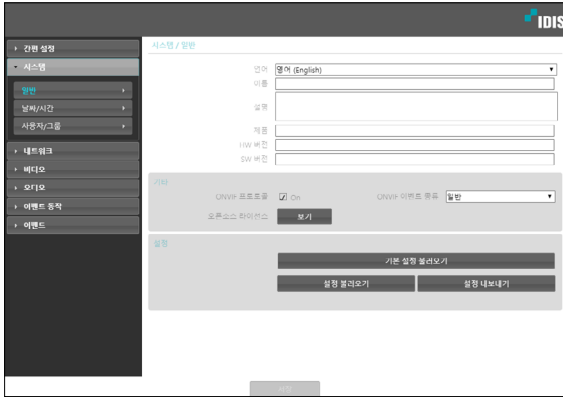 IDIS
간편 설정
시스템
일반
날짜/시간
사용자/그룹
네트워크
비디오
오디오
이벤트 동작
이벤트
시스템 / 일반
언어 영어 (English)
이름
설명
제품
HW 버전
SW 버전
기타
ONVIF 프로토콜 On ONVIF 이벤트 종류 일반
오픈소스 라이선스 보기
설정
기본 설정 불러오기
설정 불러오기 설정 내보내기
저장